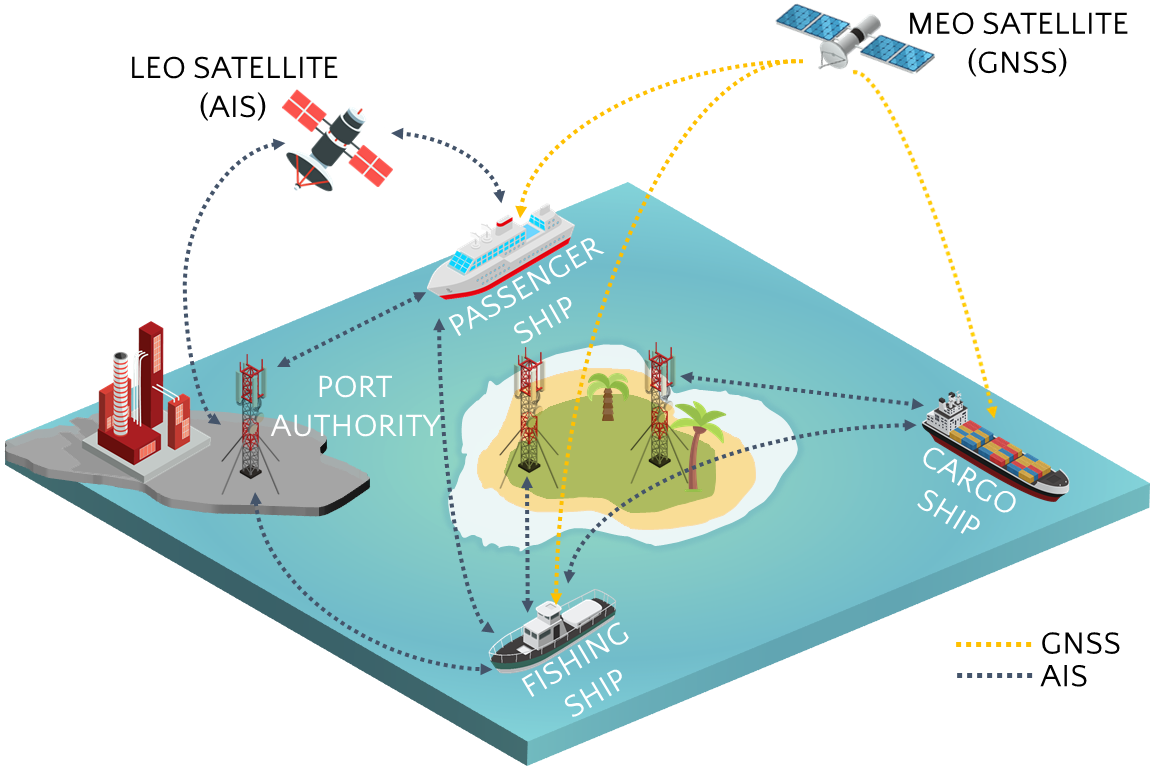 MEO SATELLITE
(GNSS)
LEO SATELLITE
(AIS)
PASSENGER
SHIP
PORT
AUTHORITY
CARGO
SHIP
FISHING
SHIP
GNSS
AIS